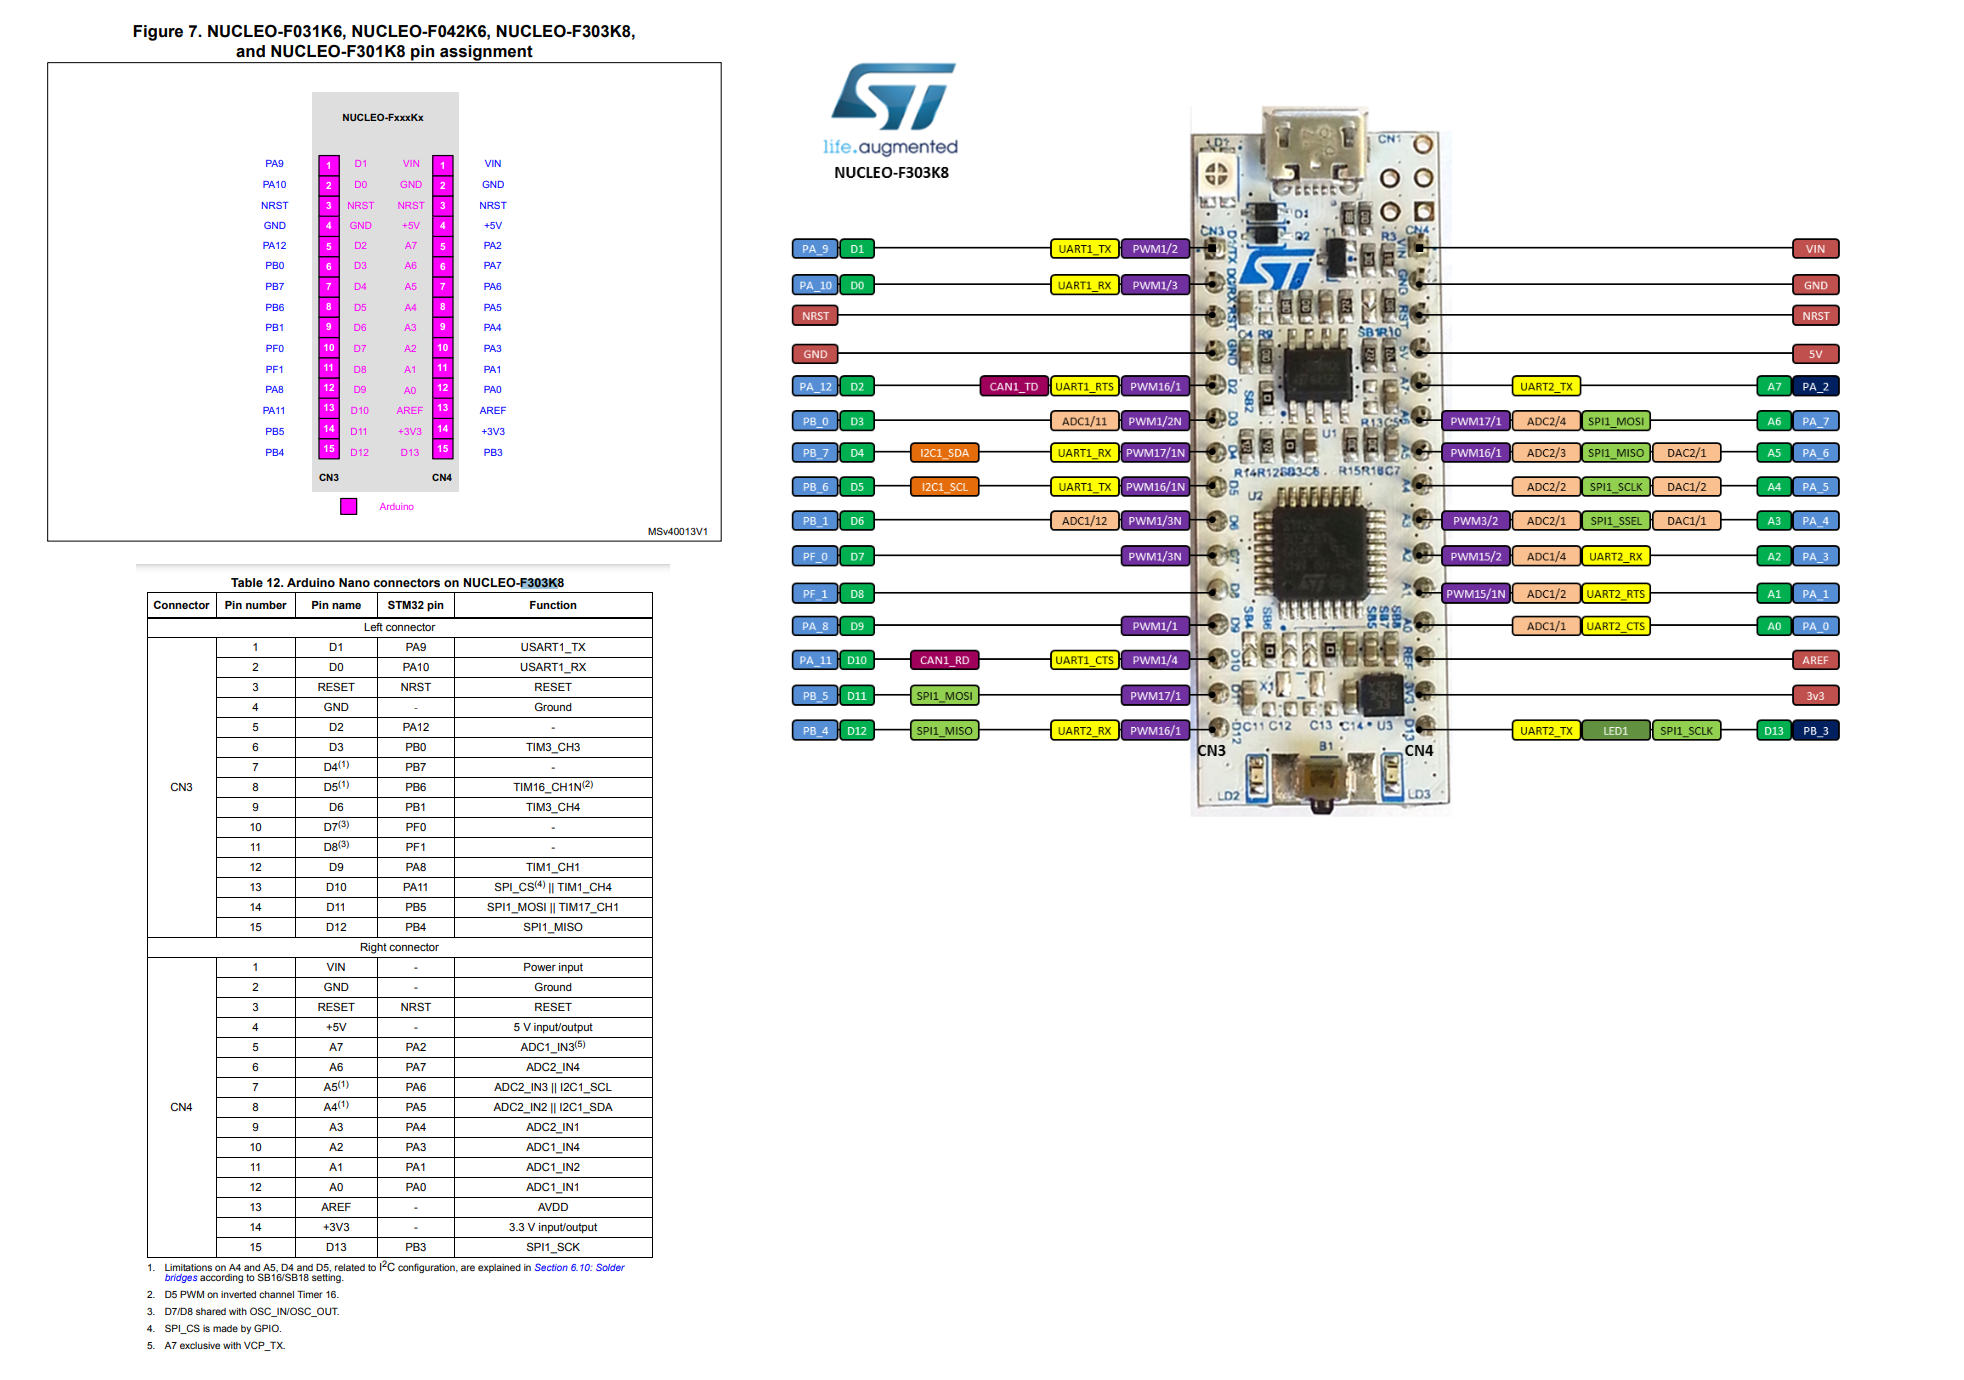 Figure 7. NUCLEO-F031K6, NUCLEO-F042K6, NUCLEO-F303K8,
and NUCLEO-F301K8 pin assignment
NUCLEO-FxxxKx
PA9 1 D1 VIN 1 VIN
PA10 2 D0 GND 2 GND
NRST 3 NRST NRST 3 NRST
GND 4 GND +5V 4 +5V
PA12 5 D2 A7 5 PA2
PB0 6 D3 A6 6 PA7
PB7 7 D4 A5 7 PA6
PB6 8 D5 A4 8 PA5
PB1 9 D6 A3 9 PA4
PF0 10 D7 A2 10 PA3
PF1 11 D8 A1 11 PA1
PA8 12 D9 A0 12 PA0
PA11 13 D10 AREF 13 AREF
PB5 14 D11 +3V3 14 +3V3
PB4 15 D12 D13 15 PB3
CN3 CN4
Arduino
MSv40013V1
Table 12. Arduino Nano connectors on NUCLEO-F303K8
Connector Pin number Pin name STM32 pin Function
Left connector
CN3
1 D1 PA9 USART1_TX
2 D0 PA10 USART1_RX
3 RESET NRST RESET
4 GND - Ground
5 D2 PA12 -
6 D3 PB0 TIM3_CH3
7 D4(1) PB7 -
8 D5(1) PB6 TIM16_CH1N(2)
9 D6 PB1 TIM3_CH4
10 D7(3) PF0 -
11 D8(3) PF1 -
12 D9 PA8 TIM1_CH1
13 D10 PA11 SPI_CS(4) || TIM1_CH4
14 D11 PB5 SPI1_MOSI || TIM17_CH1
15 D12 PB4 SPI1_MISO
Right connector
CN4
1 VIN - Power input
2 GND - Ground
3 RESET NRST RESET
4 +5V - 5 V input/output
5 A7 PA2 ADC1_IN3(5)
6 A6 PA7 ADC2_IN4
7 A5(1) PA6 ADC2_IN3 || I2C1_SCL
8 A4(1) PA5 ADC2_IN2 || I2C1_SDA
9 A3 PA4 ADC2_IN1
10 A2 PA3 ADC1_IN4
11 A1 PA1 ADC1_IN2
12 A0 PA0 ADC1_IN1
13 AREF - AVDD
14 +3V3 - 3.3 V input/output
15 D13 PB3 SPI1_SCK
1. Limitations on A4 and A5, D4 and D5, related to I2C configuration, are explained in Section 6.10: Solder
bridges according to SB16/SB18 setting.
2. D5 PWM on inverted channel Timer 16.
3. D7/D8 shared with OSC_IN/OSC_OUT.
4. SPI_CS is made by GPIO.
5. A7 exclusive with VCP_TX.
ST
life.augmented
NUCLEO-F303K8
PA_9 D1 UART1_TX PWM1/2 VIN
PA_10 D0 UART1_RX PWM1/3 GND
NRST NRST
GND 5V
PA_12 D2 CAN1_TD UART1_RTS PWM16/1 UART2_TX A7 PA_2
PB_0 D3 ADC1/11 PWM1/2N PWM17/1 ADC2/4 SPI1_MOSI A6 PA_7
PB_7 D4 I2C1_SDA UART1_RX PWM17/1N PWM16/1 ADC2/3 SPI1_MISO DAC2/1 A5 PA_6
PB_6 D5 I2C1_SCL UART1_TX PWM16/1N ADC2/2 SPI1_SCLK DAC1/2 A4 PA_5
PB_1 D6 ADC1/12 PWM1/3N PWM3/2 ADC2/1 SPI1_SSEL DAC1/1 A3 PA_4
PF_0 D7 PWM1/3N PWM15/2 ADC1/4 UART2_RX A2 PA_3
PF_1 D8 PWM15/1N ADC1/2 UART2_RTS A1 PA_1
PA_8 D9 PWM1/1 ADC1/1 UART2_CTS A0 PA_0
PA_11 D10 CAN1_RD UART1_CTS PWM1/4 AREF
PB_5 D11 SPI1_MOSI PWM17/1 3v3
PB_4 D12 SPI1_MISO UART2_RX PWM16/1 UART2_TX LED1 SPI1_SCLK D13 PB_3
CN3 CN4
CN1
D1
D2
T1
R3
CN3
CN4
U1
U2
X1
C11 C12 C13 C14 U3
B1
LD2 LD3